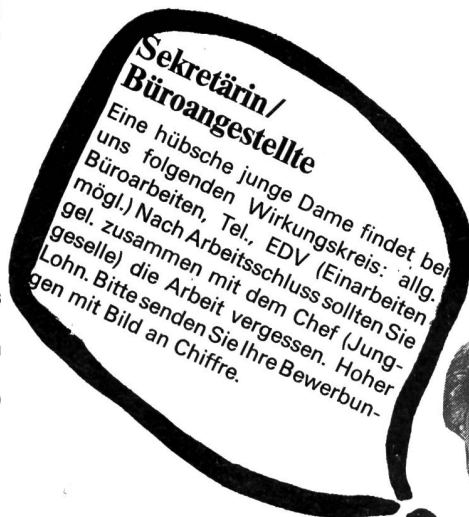 Sekretärin/
Büroangestellte
Eine hübsche junge Dame findet bei
uns folgenden Wirkungskreis: allg.
Büroarbeiten, Tel., EDV (Einarbeiten
mögl.) Nach Arbeitsschluss sollten Sie
gel. zusammen mit dem Chef (Jung-
geselle) die Arbeit vergessen. Hoher
Lohn. Bitte senden Sie Ihre Bewerbun-
gen mit Bild an Chiffre.